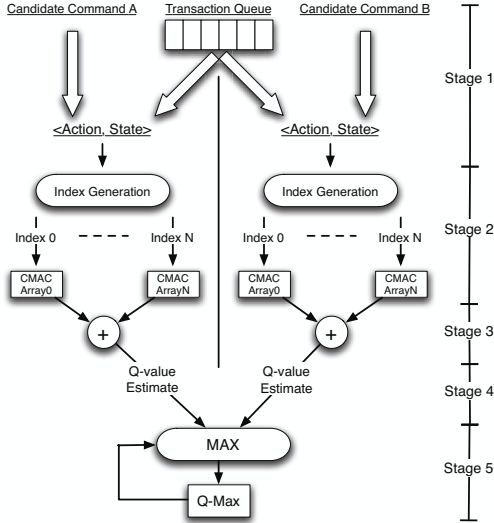 Candidate Command A
Transaction Queue
Candidate Command B
Stage 1
<Action, State>
<Action, State>
Index Generation
Index Generation
Stage 2
Index 0
Index N
Index 0
Index N
CMAC
Array0
CMAC
ArrayN
CMAC
Array0
CMAC
ArrayN
+
+
Stage 3
Q-value
Estimate
Q-value
Estimate
Stage 4
MAX
Stage 5
Q-Max